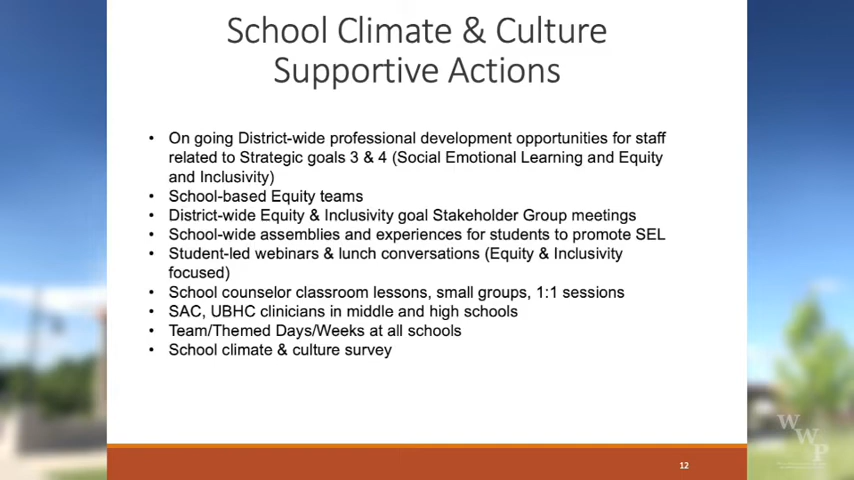 School Climate & Culture
Supportive Actions
• On going District-wide professional development opportunities for staff
related to Strategic goals 3 & 4 (Social Emotional Learning and Equity
and Inclusivity)
• School-based Equity teams
• District-wide Equity & Inclusivity goal Stakeholder Group meetings
• School-wide assemblies and experiences for students to promote SEL
• Student-led webinars & lunch conversations (Equity & Inclusivity
focused)
• School counselor classroom lessons, small groups, 1:1 sessions
• SAC, UBHC clinicians in middle and high schools
• Team/Themed Days/Weeks at all schools
• School climate & culture survey
12
W
W
P